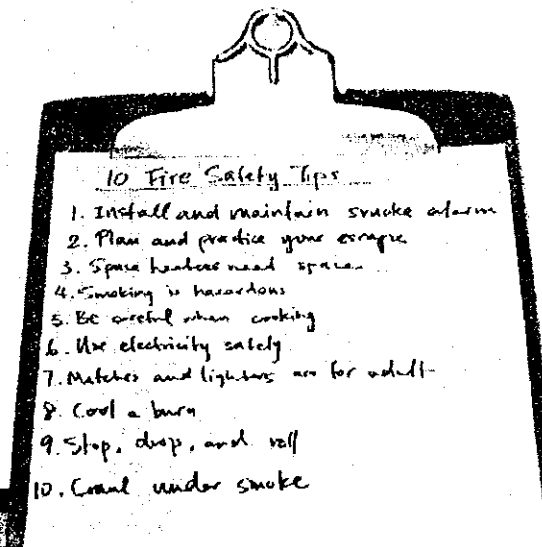 10 Fire Safety Tips
1. Install and maintain smoke alarm
2. Plan and practice your escape
3. Space heaters need space
4. Smoking is hazardous
5. Be careful when cooking
6. Use electricity safely
7. Matches and lighters are for adult
8. Cool a burn
9. Stop, drop, and roll
10. Crawl under smoke